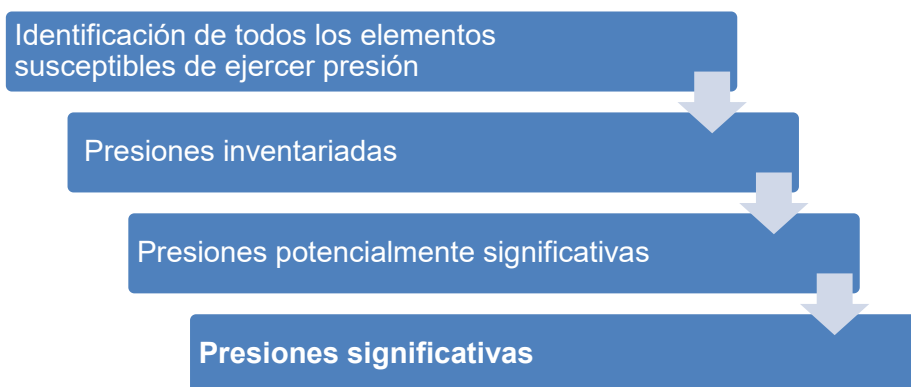 Identificación de todos los elementos
susceptibles de ejercer presión
Presiones inventariadas
Presiones potencialmente significativas
Presiones significativas